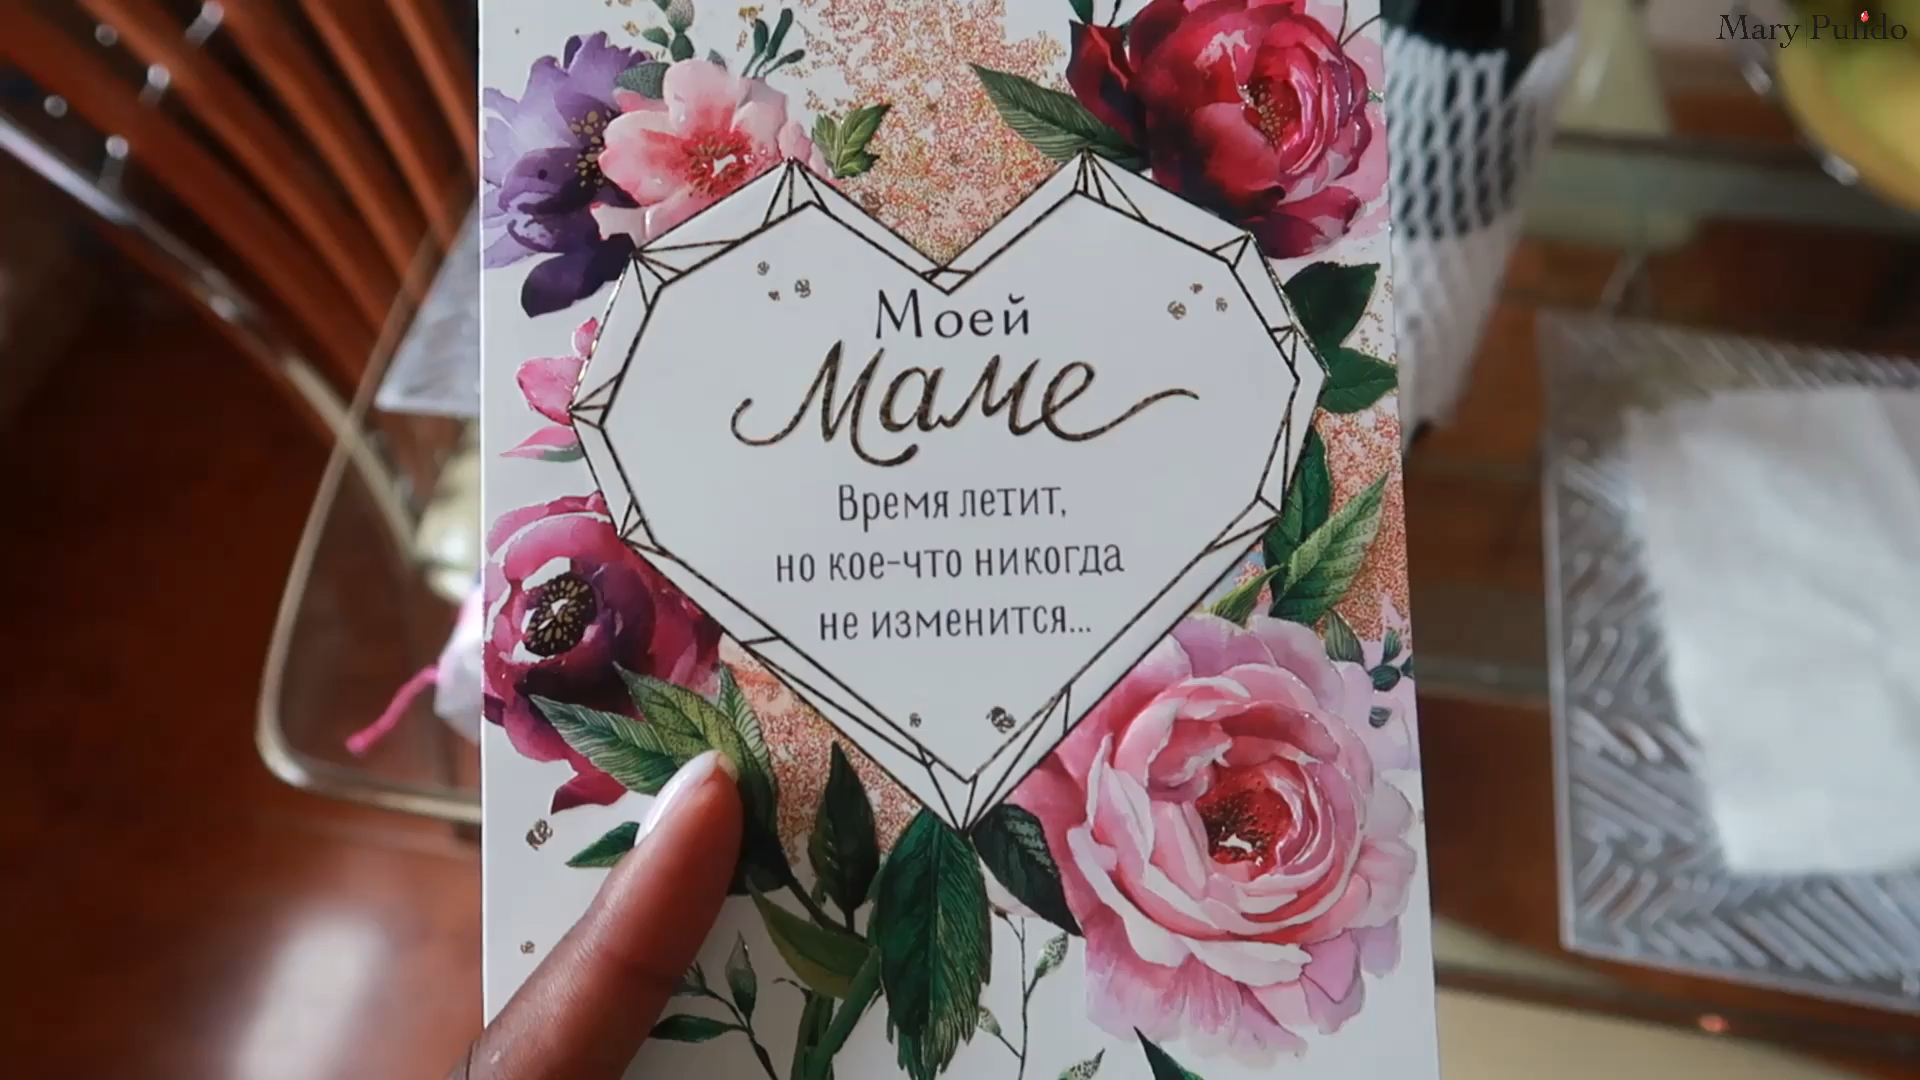 Mary Pulido
Моей
Маме
Время летит,
но кое-что никогда
не изменится...